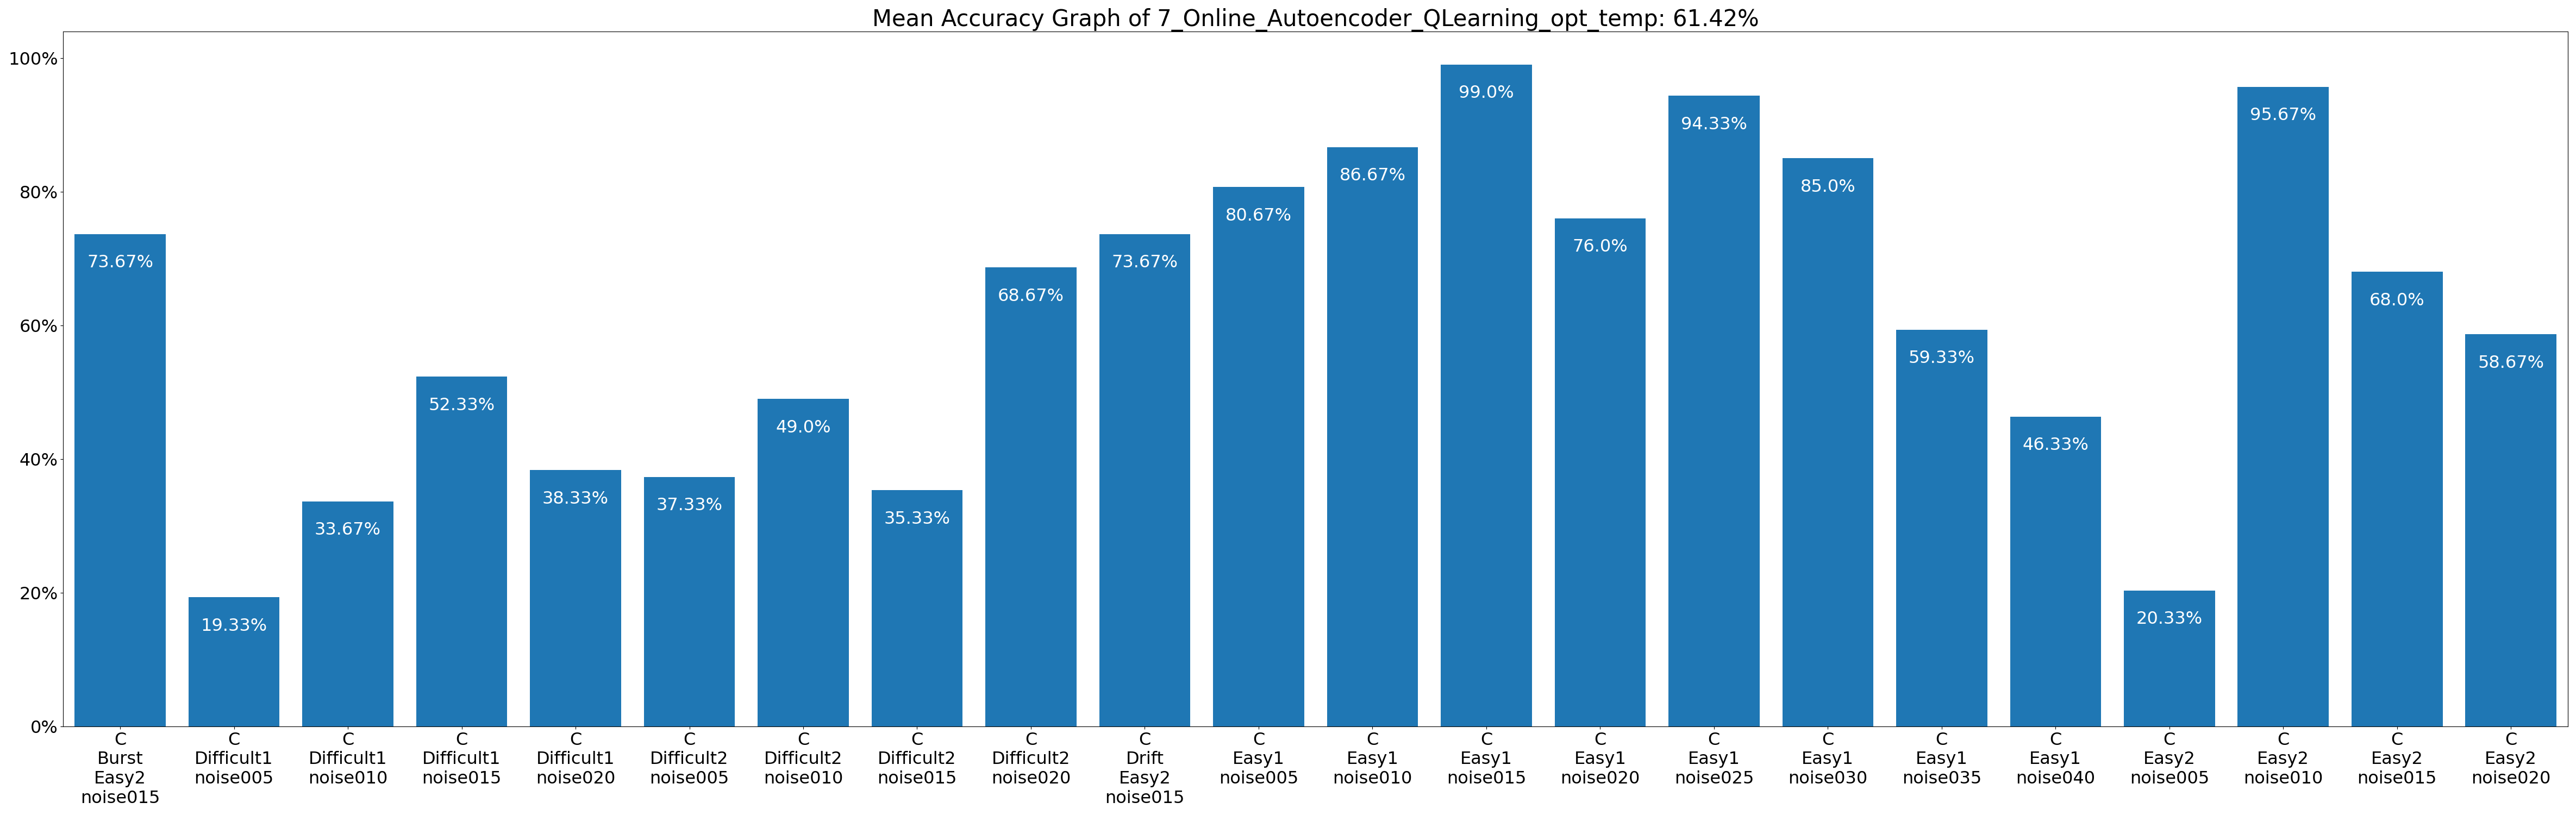 Mean Accuracy Graph of 7_Online_Autoencoder_QLearning_opt_temp: 61.42%
100%
80%
60%
40%
20%
0%
73.67%
19.33%
33.67%
52.33%
38.33%
37.33%
49.0%
35.33%
68.67%
73.67%
80.67%
86.67%
99.0%
76.0%
94.33%
85.0%
59.33%
46.33%
20.33%
95.67%
68.0%
58.67%
C
Burst
Easy2
noise015
C
Difficult1
noise005
C
Difficult1
noise010
C
Difficult1
noise015
C
Difficult1
noise020
C
Difficult2
noise005
C
Difficult2
noise010
C
Difficult2
noise015
C
Difficult2
noise020
C
Drift
Easy2
noise015
C
Easy1
noise005
C
Easy1
noise010
C
Easy1
noise015
C
Easy1
noise020
C
Easy1
noise025
C
Easy1
noise030
C
Easy1
noise035
C
Easy1
noise040
C
Easy2
noise005
C
Easy2
noise010
C
Easy2
noise015
C
Easy2
noise020